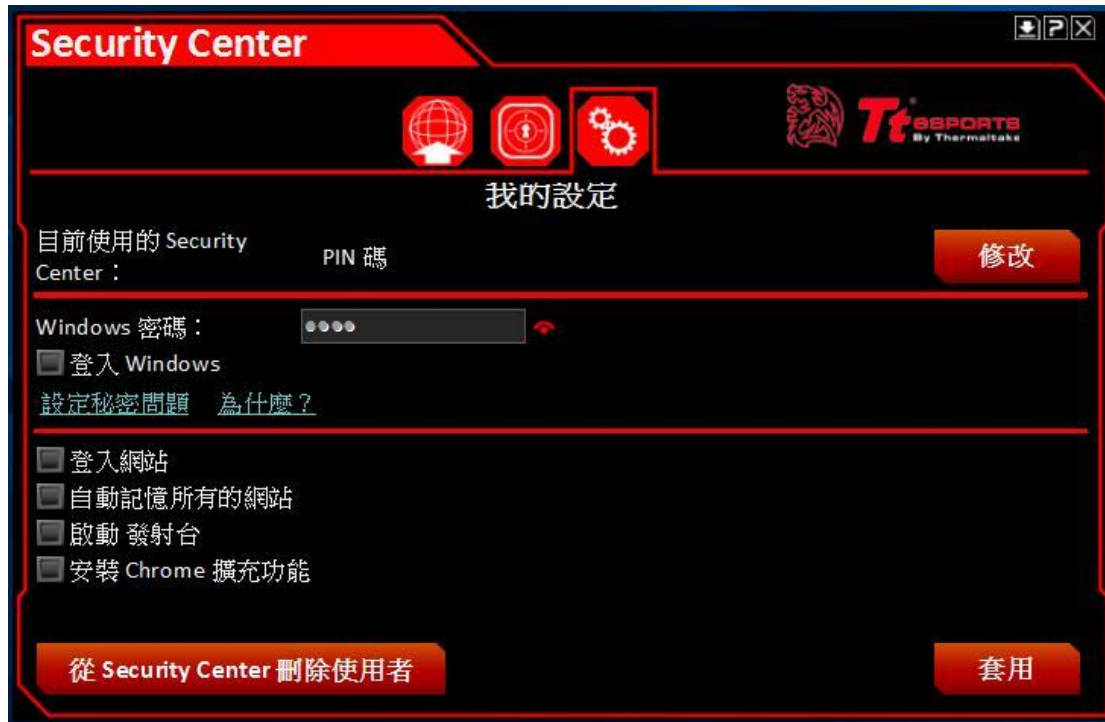 Security Center
Tt eSPORTS
By Thermaltake
我的設定
目前使用的 Security
Center：
PIN 碼
修改
Windows 密碼：
登入 Windows
設定秘密問題 為什麼？
登入網站
自動記憶所有的網站
啟動 發射台
安裝 Chrome 擴充功能
從 Security Center 刪除使用者
套用